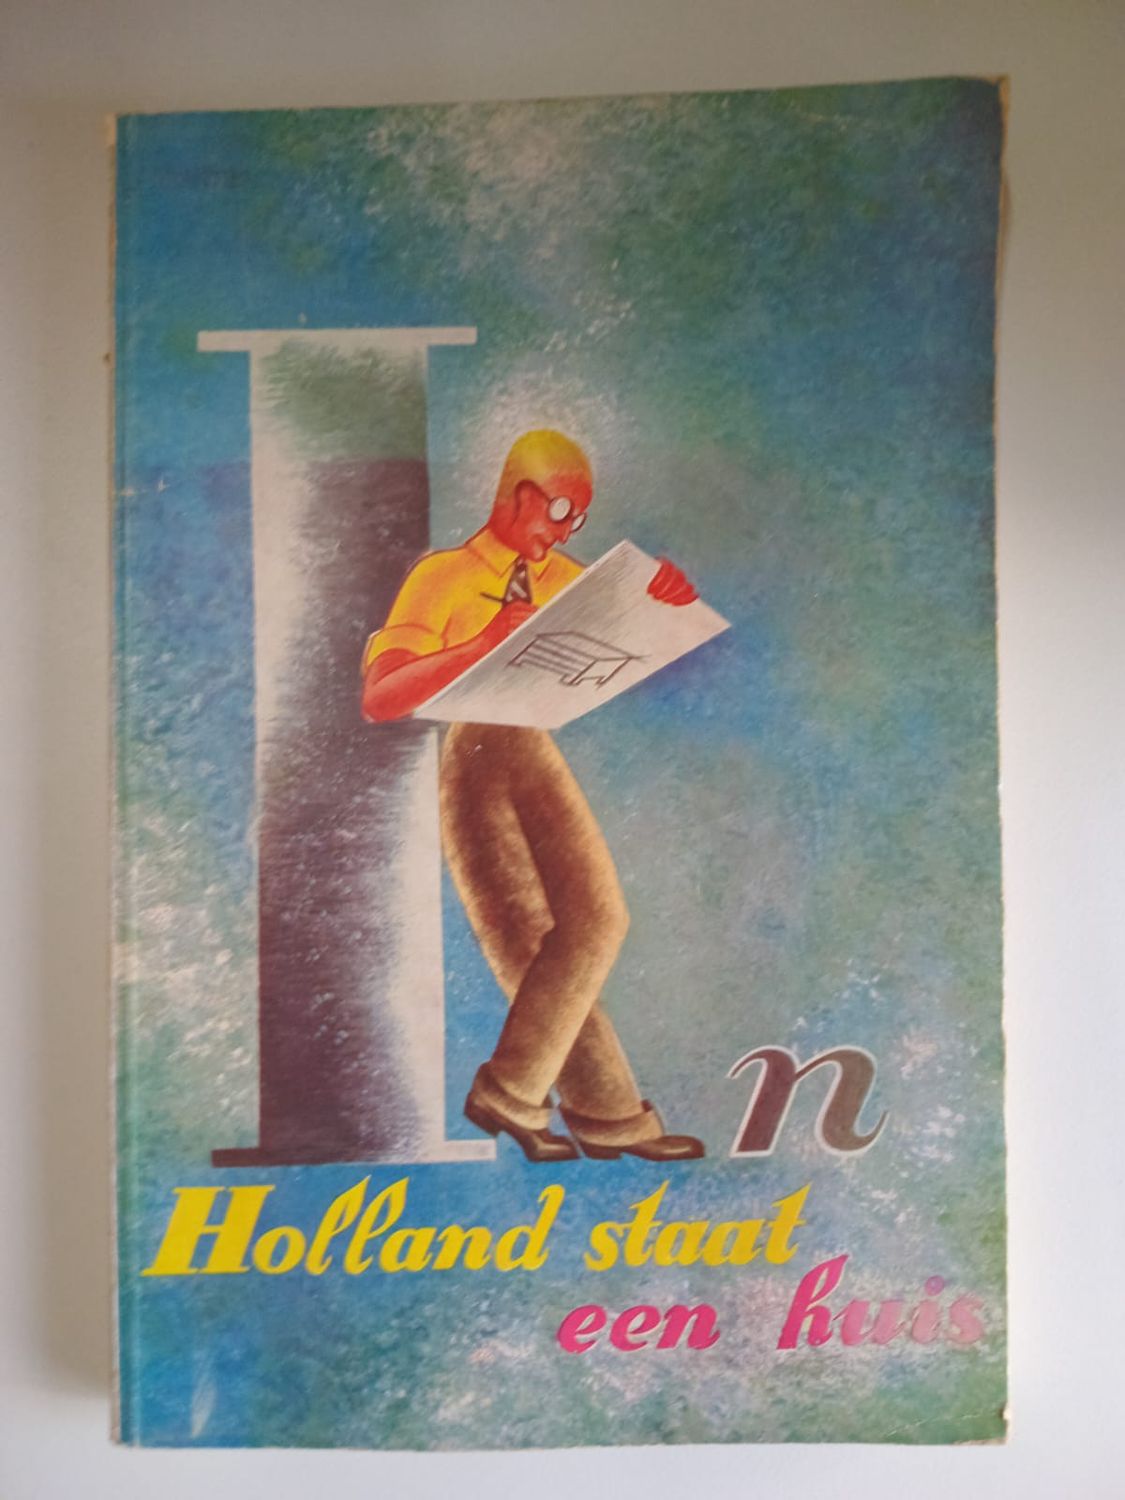 In
Holland staat
een huis